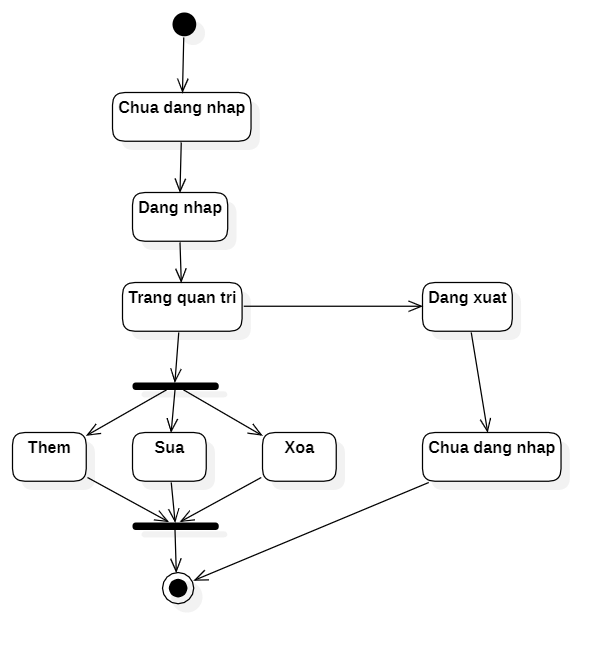 Chua dang nhap
Dang nhap
Trang quan tri
Dang xuat
Them
Sua
Xoa
Chua dang nhap